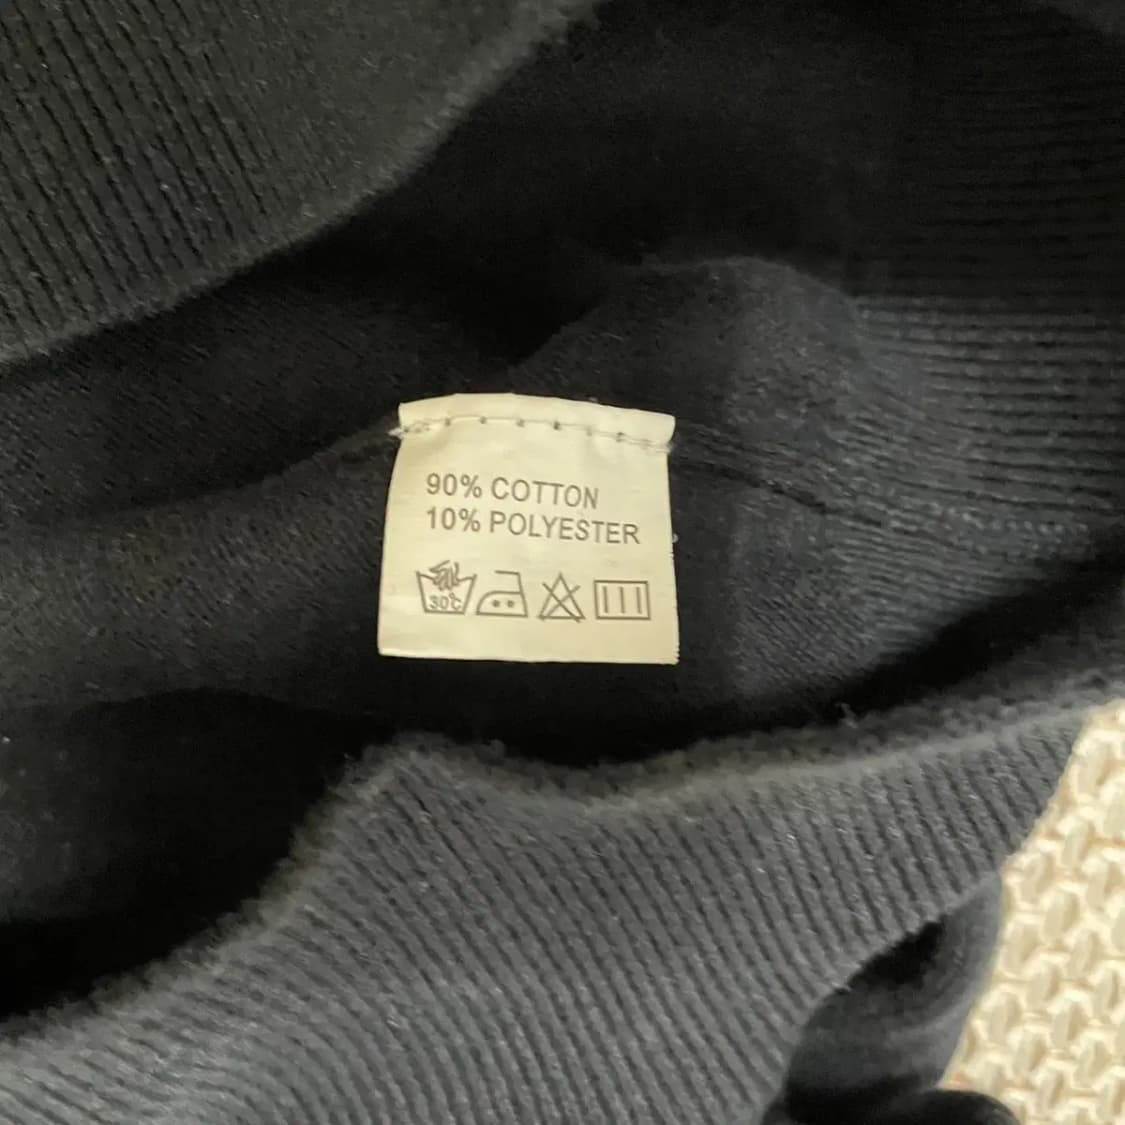 90% COTTON
10% POLYESTER
30°C